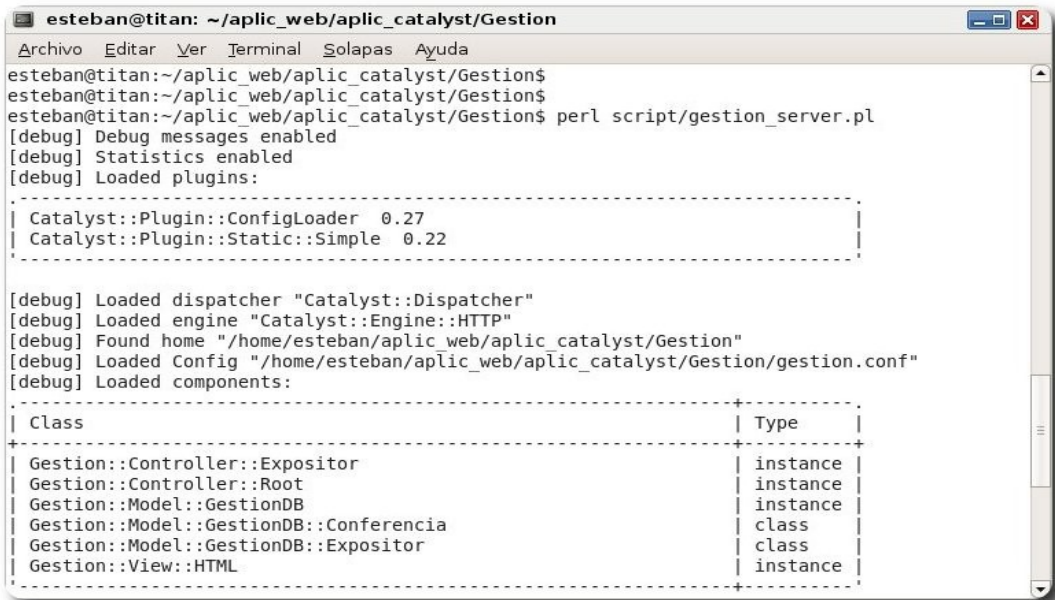 esteban@titan: ~/aplic_web/aplic_catalyst/Gestion
Archivo Editar Ver Terminal Solapas Ayuda
esteban@titan:~/aplic_web/aplic_catalyst/Gestion$
esteban@titan:~/aplic_web/aplic_catalyst/Gestion$
esteban@titan:~/aplic_web/aplic_catalyst/Gestion$ perl script/gestion_server.pl
[debug] Debug messages enabled
[debug] Statistics enabled
[debug] Loaded plugins:
.----------------------------------------------------------------------------.
| Catalyst::Plugin::ConfigLoader  0.27                                       |
| Catalyst::Plugin::Static::Simple  0.22                                     |
'----------------------------------------------------------------------------'
[debug] Loaded dispatcher "Catalyst::Dispatcher"
[debug] Loaded engine "Catalyst::Engine::HTTP"
[debug] Found home "/home/esteban/aplic_web/aplic_catalyst/Gestion"
[debug] Loaded Config "/home/esteban/aplic_web/aplic_catalyst/Gestion/gestion.conf"
[debug] Loaded components:
.-----------------------------------------------------------------+----------.
| Class                                                           | Type     |
+-----------------------------------------------------------------+----------+
| Gestion::Controller::Expositor                                  | instance |
| Gestion::Controller::Root                                       | instance |
| Gestion::Model::GestionDB                                       | instance |
| Gestion::Model::GestionDB::Conferencia                          | class    |
| Gestion::Model::GestionDB::Expositor                            | class    |
| Gestion::View::HTML                                             | instance |
'-----------------------------------------------------------------+----------'